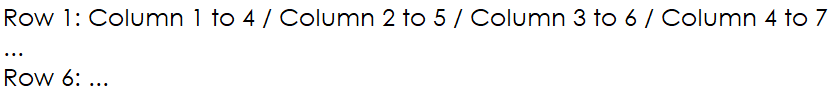 Row 1: Column 1 to 4 / Column 2 to 5 / Column 3 to 6 / Column 4 to 7
...
Row 6: ...